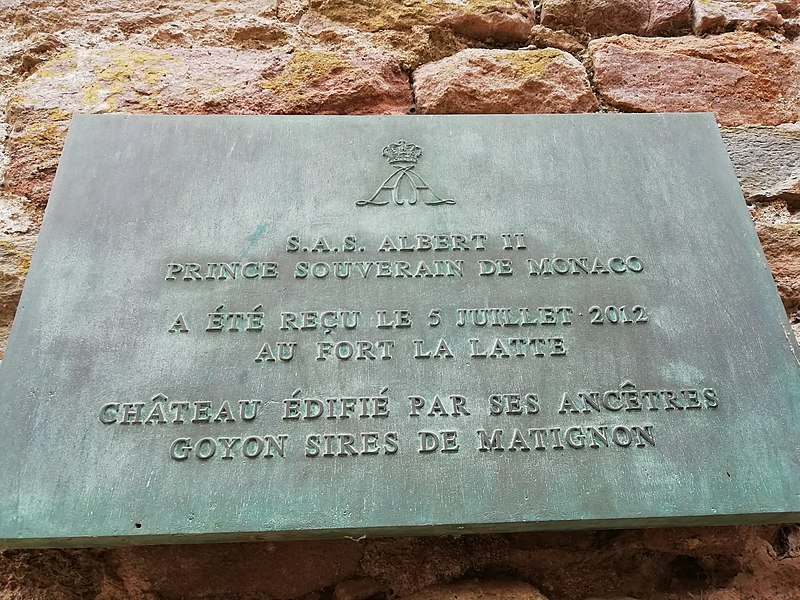 S.A.S. ALBERT II
PRINCE SOUVERAIN DE MONACO
A ÉTÉ REÇU LE 5 JUILLET 2012
AU FORT LA LATTE
CHÂTEAU ÉDIFIÉ PAR SES ANCÊTRES
GOYON SIRES DE MATIGNON